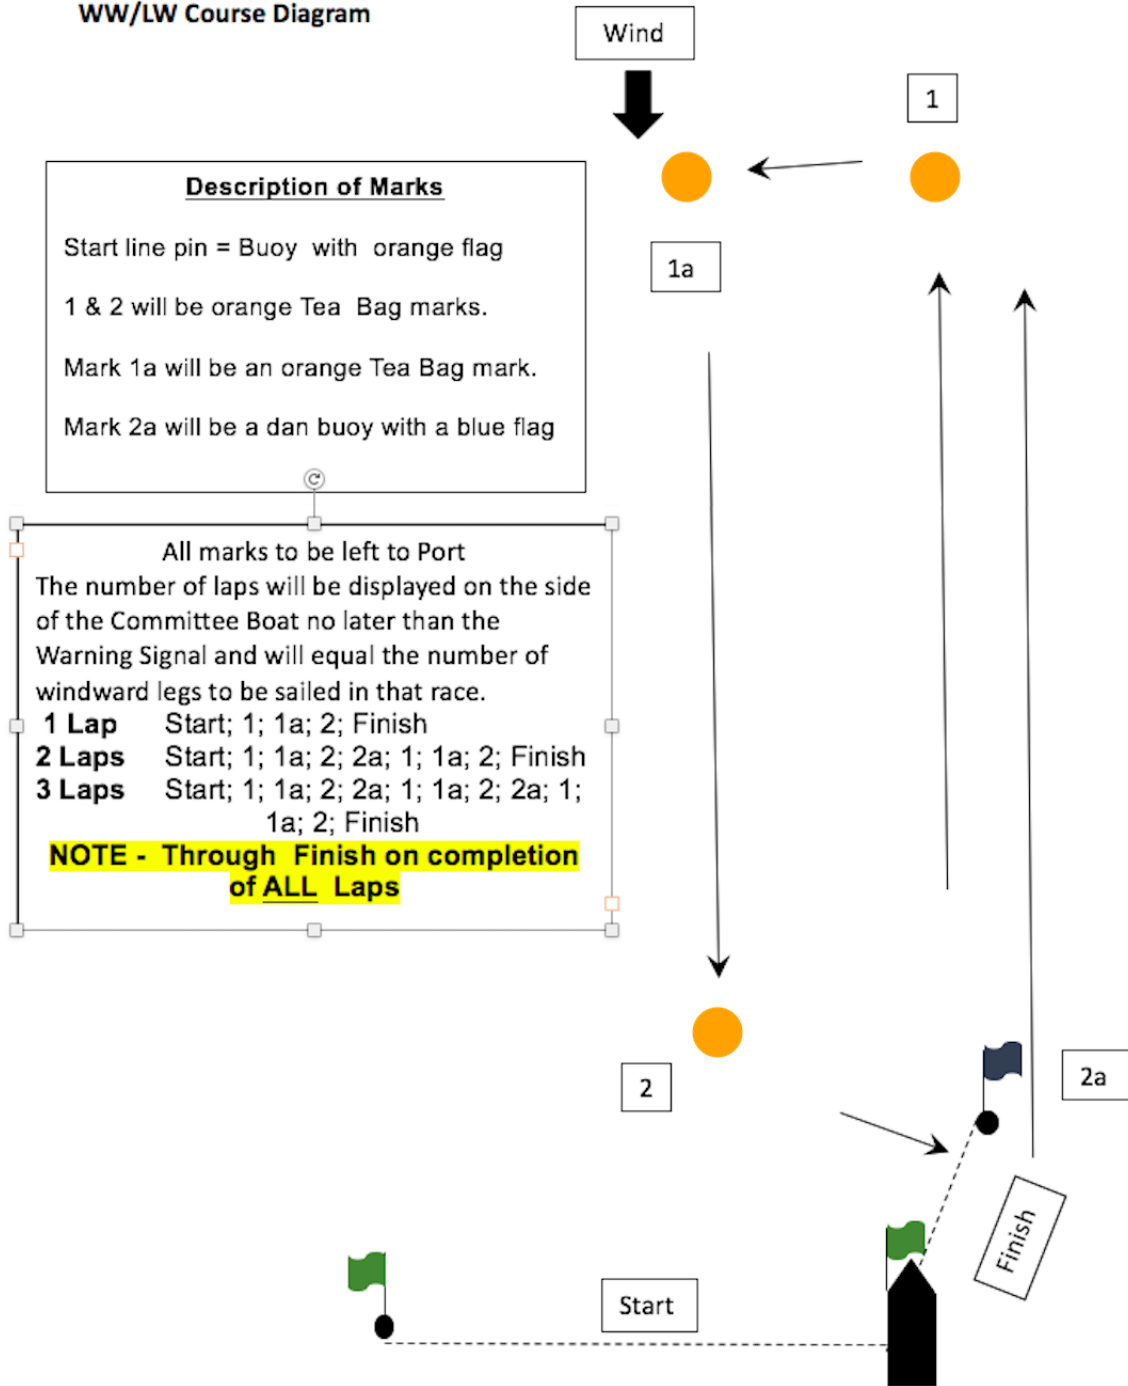 WW/LW Course Diagram
Wind
1
Description of Marks
Start line pin = Buoy with orange flag
1 & 2 will be orange Tea Bag marks.
Mark 1a will be an orange Tea Bag mark.
Mark 2a will be a dan buoy with a blue flag
1a
All marks to be left to Port
The number of laps will be displayed on the side
of the Committee Boat no later than the
Warning Signal and will equal the number of
windward legs to be sailed in that race.
1 Lap Start; 1; 1a; 2; Finish
2 Laps Start; 1; 1a; 2; 2a; 1; 1a; 2; Finish
3 Laps Start; 1; 1a; 2; 2a; 1; 1a; 2; 2a; 1;
1a; 2; Finish
NOTE - Through Finish on completion
of ALL Laps
2
2a
Finish
Start